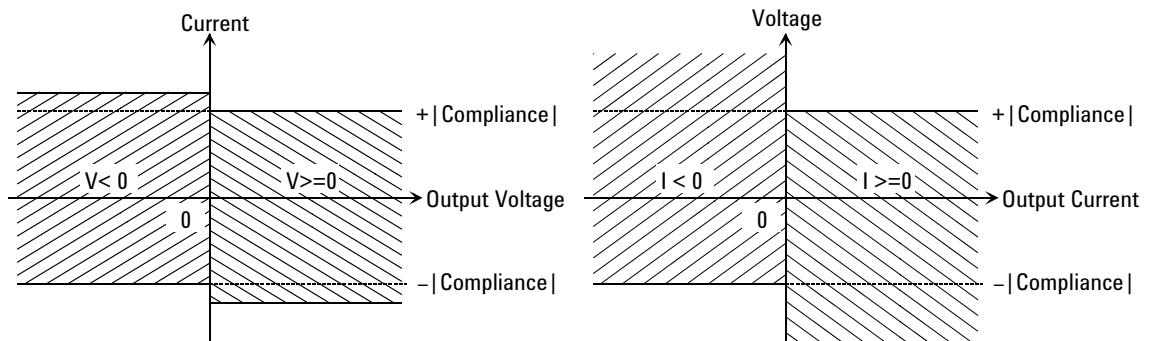 Current
+|Compliance|
V< 0
V>=0
Output Voltage
0
–|Compliance|
Voltage
+|Compliance|
I < 0
I >=0
Output Current
0
–|Compliance|